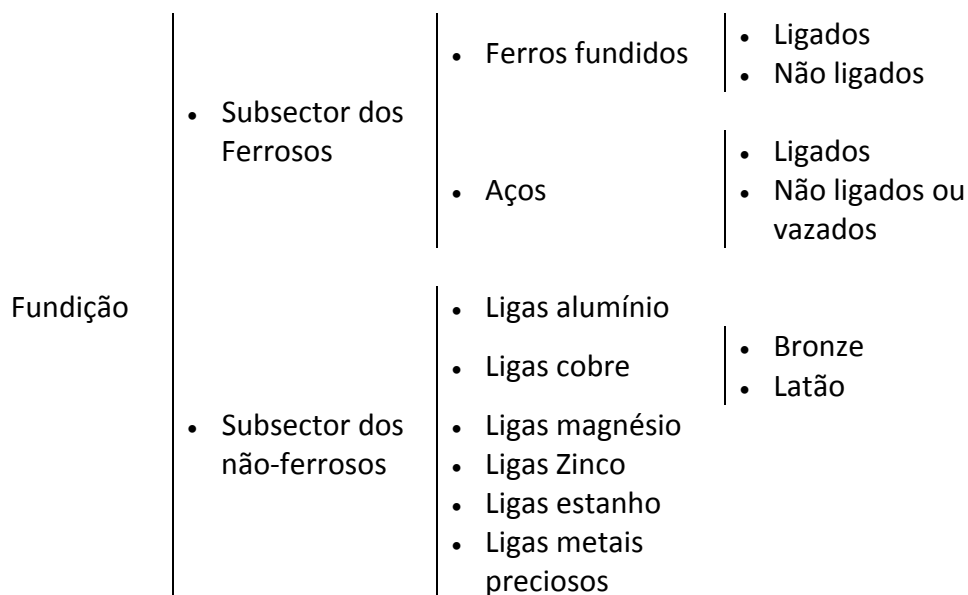 Fundição
• Subsector dos
Ferrosos
• Ferros fundidos
• Ligados
• Não ligados
• Aços
• Ligados
• Não ligados ou
vazados
• Subsector dos
não-ferrosos
• Ligas alumínio
• Ligas cobre
• Bronze
• Latão
• Ligas magnésio
• Ligas Zinco
• Ligas estanho
• Ligas metais
preciosos